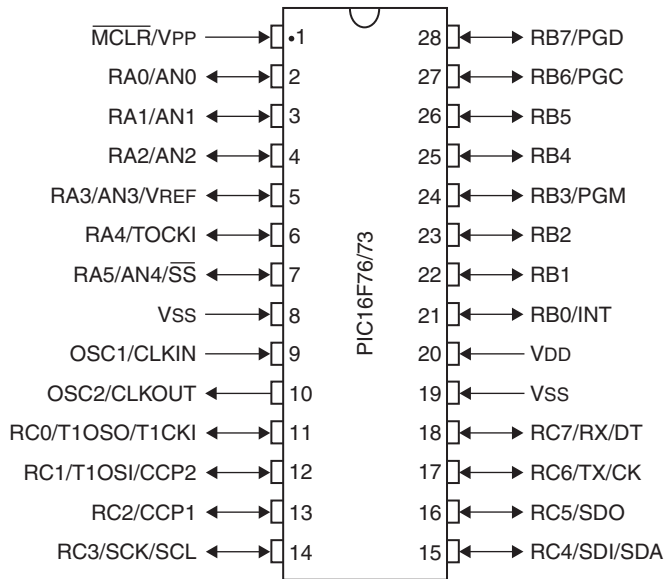 MCLR/VPP 1 28 RB7/PGD
RA0/AN0 2 27 RB6/PGC
RA1/AN1 3 26 RB5
RA2/AN2 4 25 RB4
RA3/AN3/VREF 5 24 RB3/PGM
RA4/TOCKI 6 23 RB2
RA5/AN4/SS 7 22 RB1
VSS 8 21 RB0/INT
OSC1/CLKIN 9 20 VDD
OSC2/CLKOUT 10 19 VSS
RC0/T1OSO/T1CKI 11 18 RC7/RX/DT
RC1/T1OSI/CCP2 12 17 RC6/TX/CK
RC2/CCP1 13 16 RC5/SDO
RC3/SCK/SCL 14 15 RC4/SDI/SDA
PIC16F76/73